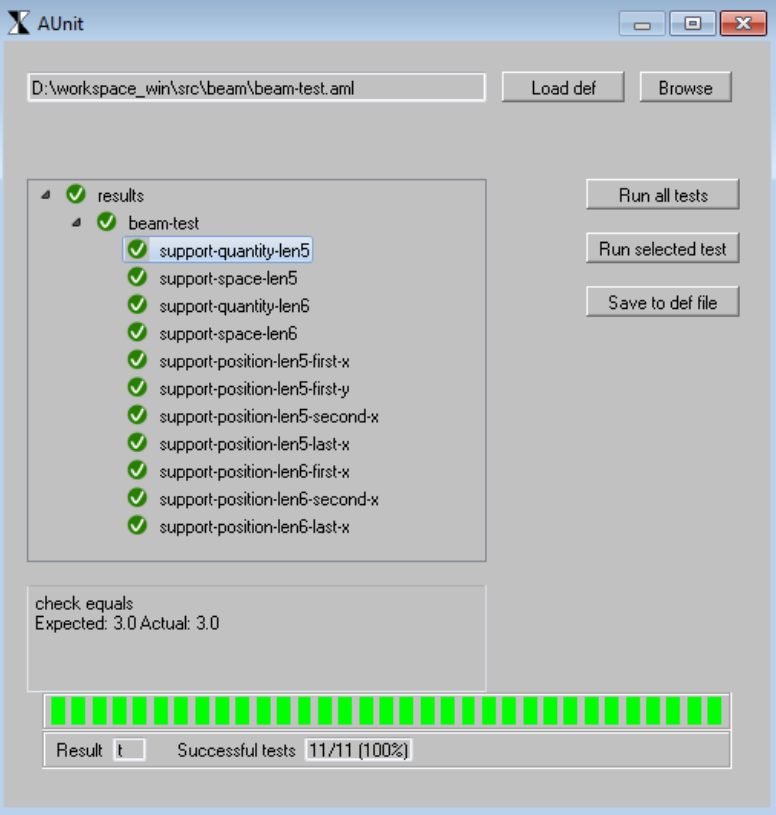 AUnit
D:\workspace_win\src\beam\beam-test.aml
Load def
Browse
results
beam-test
support-quantity-len5
support-space-len5
support-quantity-len6
support-space-len6
support-position-len5-first-x
support-position-len5-first-y
support-position-len5-second-x
support-position-len5-last-x
support-position-len6-first-x
support-position-len6-second-x
support-position-len6-last-x
Run all tests
Run selected test
Save to def file
check equals
Expected: 3.0 Actual: 3.0
Result t Successful tests 11/11 (100%)